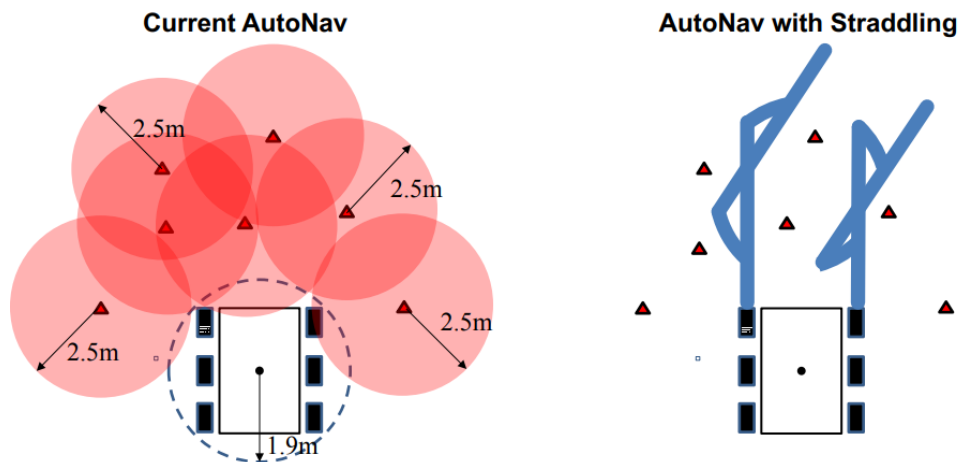 Current AutoNav
AutoNav with Straddling
2.5m
2.5m
2.5m
2.5m
1.9m